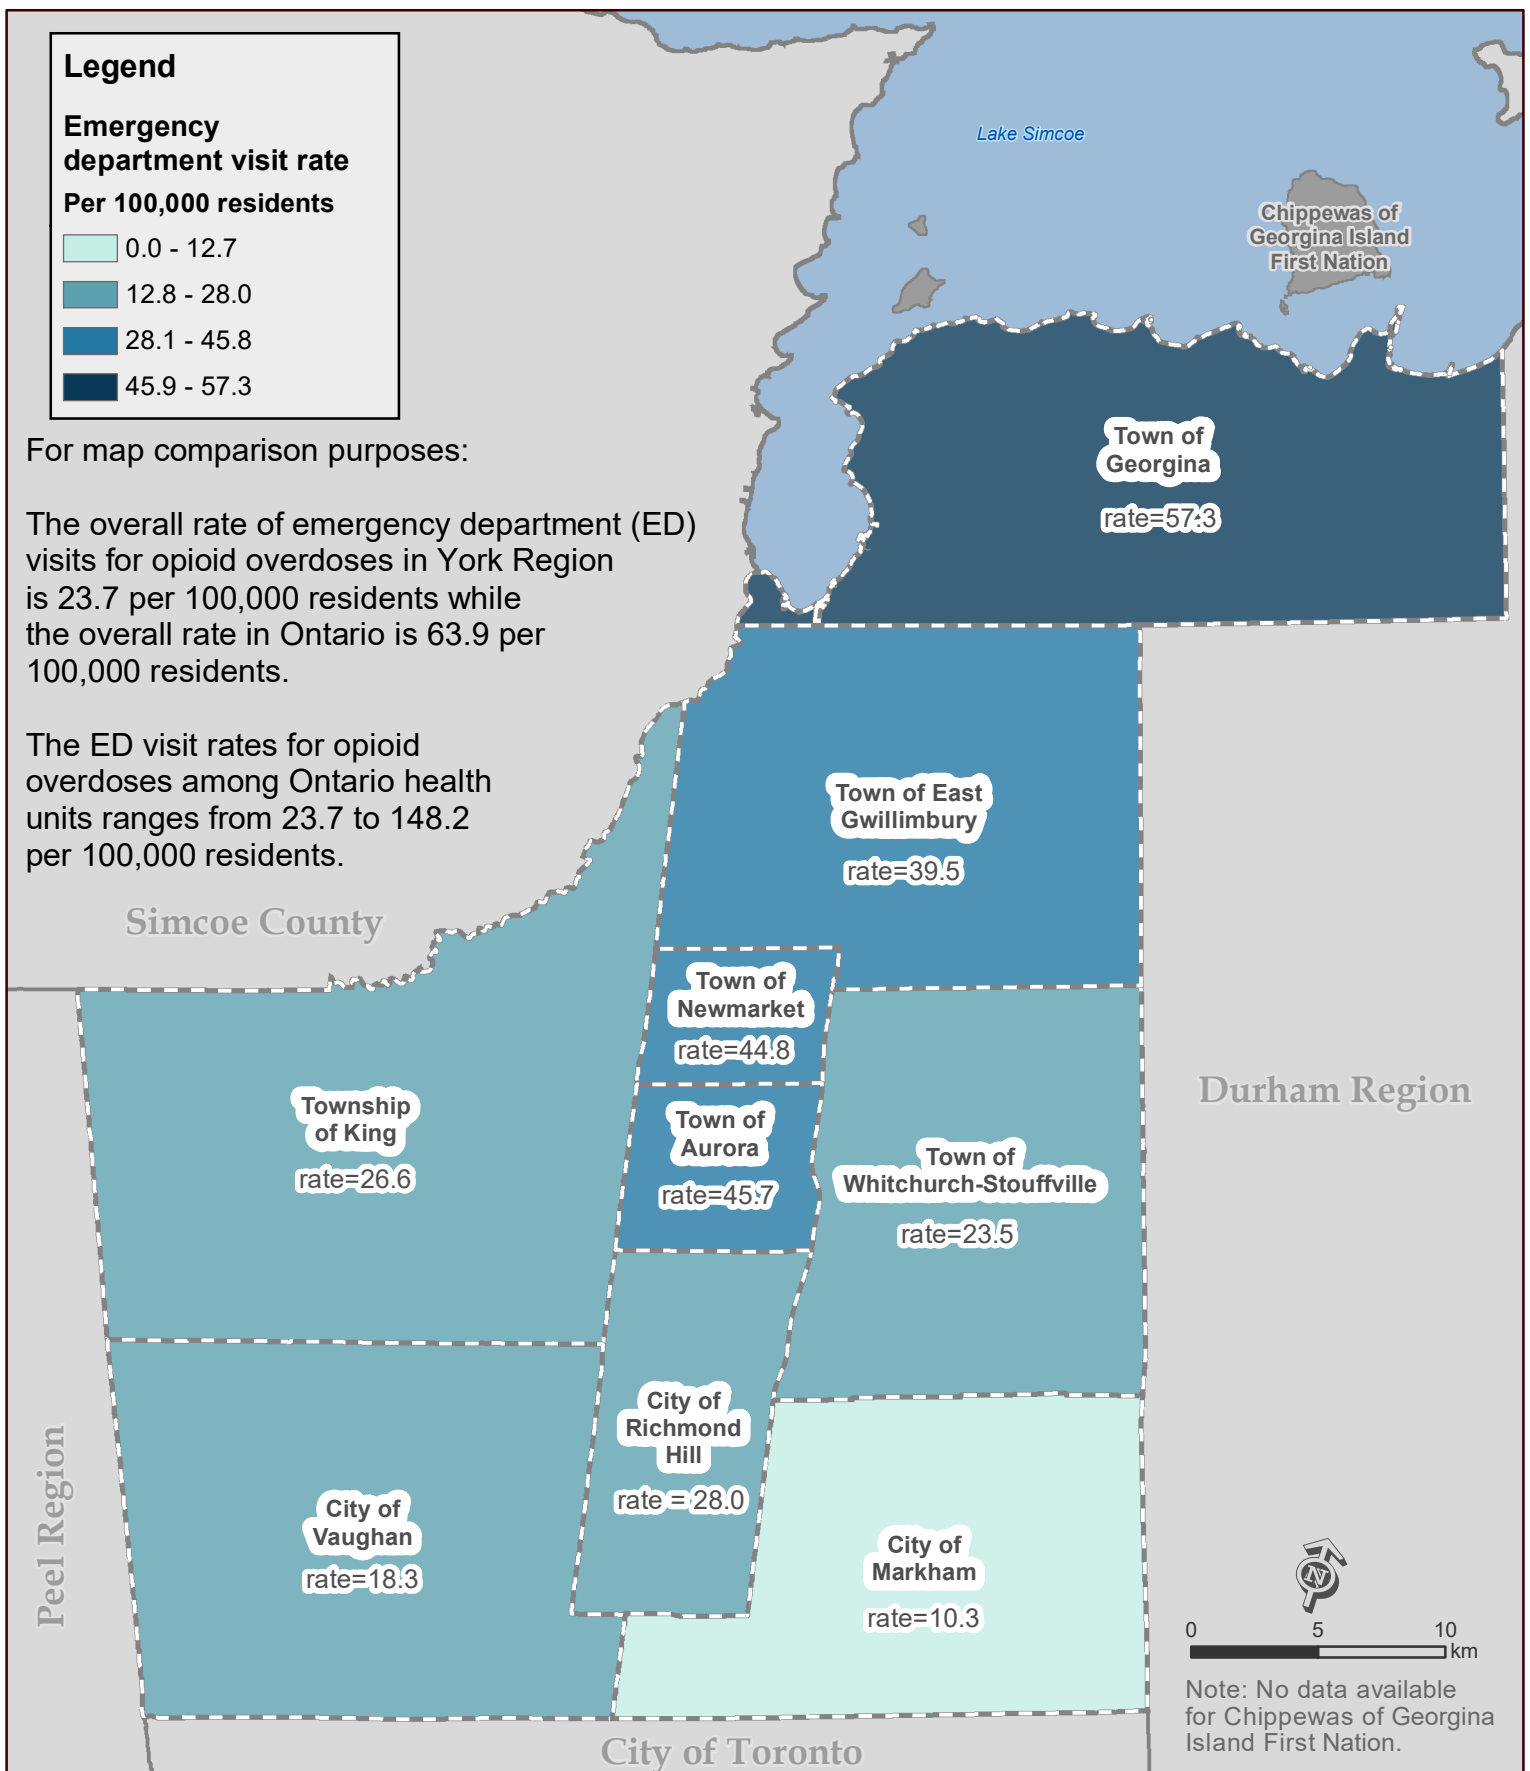 Legend
Emergency
department visit rate
Per 100,000 residents
0.0 - 12.7
12.8 - 28.0
28.1 - 45.8
45.9 - 57.3
For map comparison purposes:
The overall rate of emergency department (ED)
visits for opioid overdoses in York Region
is 23.7 per 100,000 residents while
the overall rate in Ontario is 63.9 per
100,000 residents.
The ED visit rates for opioid
overdoses among Ontario health
units ranges from 23.7 to 148.2
per 100,000 residents.
Lake Simcoe
Chippewas of
Georgina Island
First Nation
Town of
Georgina
rate=57.3
Town of East
Gwillimbury
rate=39.5
Simcoe County
Town of
Newmarket
rate=44.8
Township
of King
rate=26.6
Town of
Aurora
rate=45.7
Town of
Whitchurch-Stouffville
rate=23.5
Durham Region
City of
Richmond
Hill
rate = 28.0
Peel Region
City of
Vaughan
rate=18.3
City of
Markham
rate=10.3
N
0 5 10
km
Note: No data available
for Chippewas of Georgina
Island First Nation.
City of Toronto